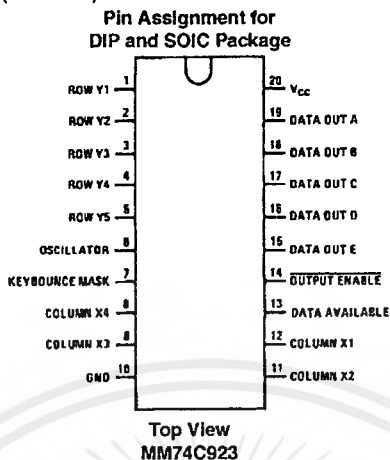 Pin Assignment for
DIP and SOIC Package
ROW Y1 1
ROW Y2 2
ROW Y3 3
ROW Y4 4
ROW Y5 5
OSCILLATOR 6
KEYBOUNCE MASK 7
COLUMN X4 8
COLUMN X3 9
GND 10
20 VCC
19 DATA OUT A
18 DATA OUT B
17 DATA OUT C
16 DATA OUT D
15 DATA OUT E
14 OUTPUT ENABLE
13 DATA AVAILABLE
12 COLUMN X1
11 COLUMN X2
Top View
MM74C923